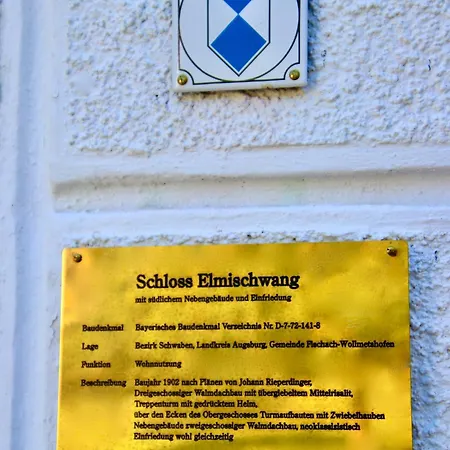 Schloss Elmischwang
mit südlichem Nebengebäude und Einfriedung
Baudenkmal Bayerisches Baudenkmal Verzeichnis Nr. D-7-72-141-8
Lage Bezirk Schwaben, Landkreis Augsburg, Gemeinde Fischach-Wollmetshofen
Funktion Wohnnutzung
Beschreibung Baujahr 1902 nach Plänen von Johann Rieperdinger,
Dreigeschossiger Walmdachbau mit übergiebeltem Mittelrisalit,
Treppenturm mit gedrücktem Helm,
über den Ecken des Obergeschosses Turmaufbauten mit Zwiebelhauben
Nebengebäude zweigeschossiger Walmdachbau, neoklassizistisch
Einfriedung wohl gleichzeitig